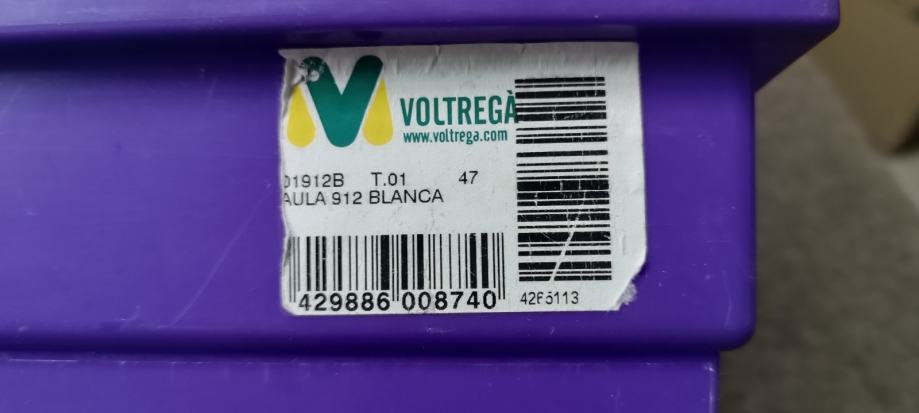 VOLTREGÀ
www.voltrega.com
01912B T.01 47
AULA 912 BLANCA
429886 008740
4265113